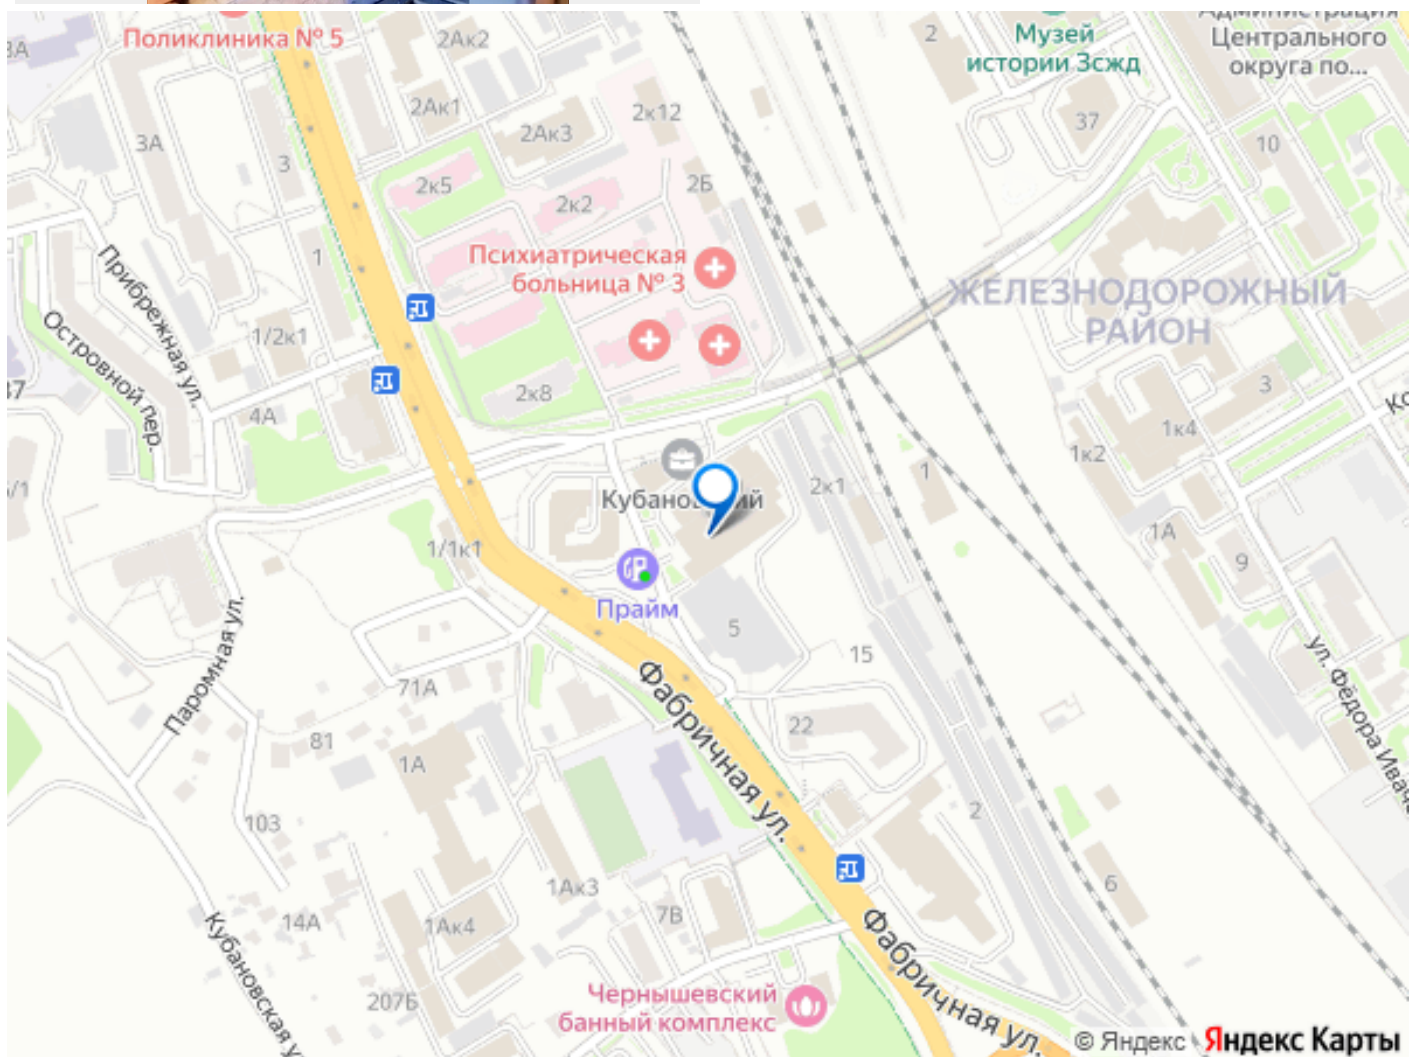 Администрация
Центрального
округа по...
Музей
истории Зсжд
Поликлиника № 5
3А
2Ак2
2
2Ак1
2к12
2Ак3
37
10
3А
3
2к5
2Б
2к2
Психиатрическая
больница № 3
1
Прибрежная ул.
ЖЕЛЕЗНОДОРОЖНЫЙ
РАЙОН
Островной пер.
1/2к1
37
2к8
4А
3
1к4
1к2
Кубановский
2к1
1
1/1к1
1А
9
Прайм
5
15
Паромная ул.
71А
Фабричная ул.
ул. Фёдора Ивач
81
22
1А
103
2
1Ак3
6
14А
1Ак4
7В
Кубановская у
207Б
Чернышевский
банный комплекс
Фабричная ул.
© Яндекс Яндекс Карты